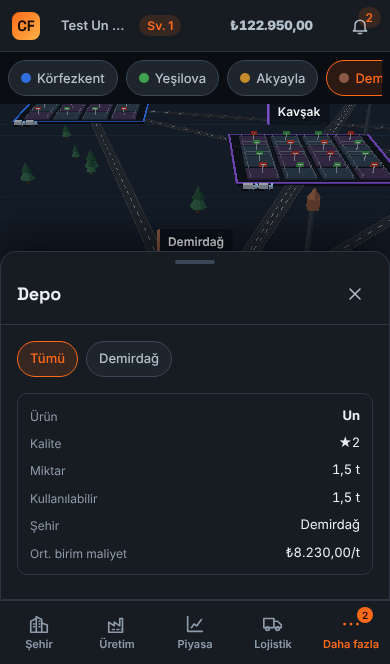 CF Test Un ... Sv. 1 ₺122.950,00 2
Körfezkent Yeşilova Akyayla Dem
Kavşak
Demirdağ
Depo
Tümü Demirdağ
Ürün Un
Kalite ★2
Miktar 1,5 t
Kullanılabilir 1,5 t
Şehir Demirdağ
Ort. birim maliyet ₺8.230,00/t
2
Şehir Üretim Piyasa Lojistik Daha fazla